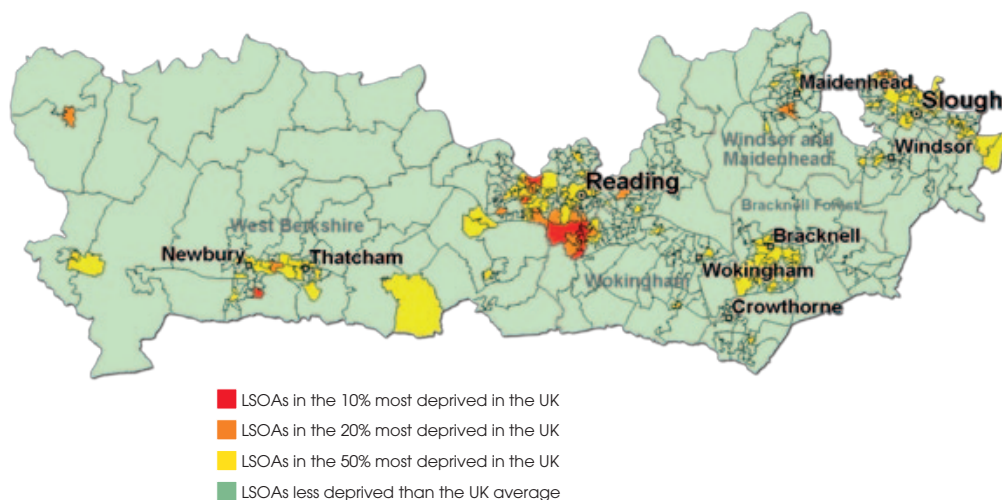 Maidenhead
Slough
Windsor and
Maidenhead
Windsor
Reading
Bracknell Forest
West Berkshire
Bracknell
Newbury
Thatcham
Wokingham
Wokingham
Crowthorne
LSOAs in the 10% most deprived in the UK
LSOAs in the 20% most deprived in the UK
LSOAs in the 50% most deprived in the UK
LSOAs less deprived than the UK average